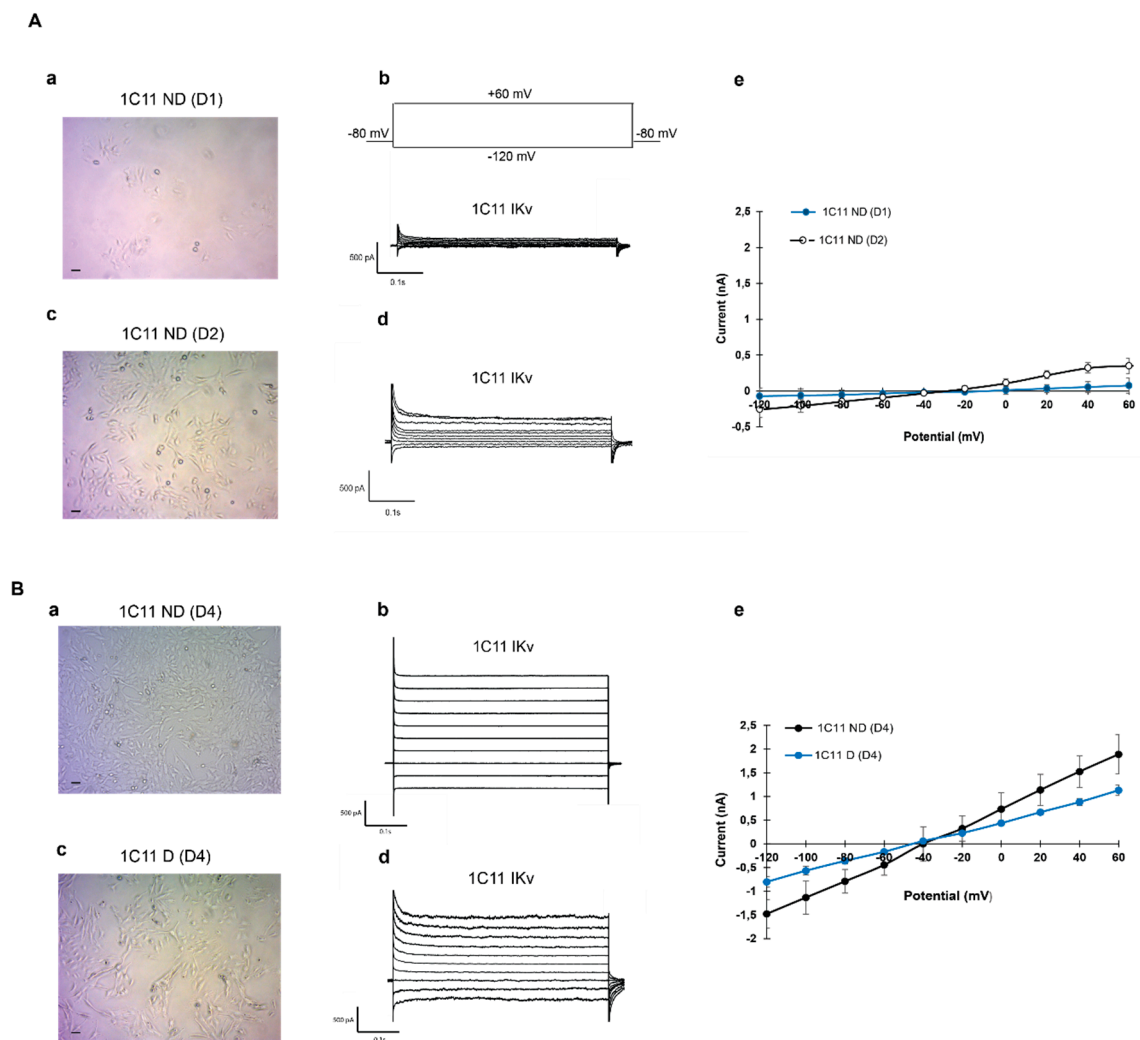 A
a
1C11 ND (D1)
b
+60 mV
-80 mV
-80 mV
-120 mV
1C11 IKv
500 pA
0.1s
c
1C11 ND (D2)
d
1C11 IKv
500 pA
0.1s
e
1C11 ND (D1)
1C11 ND (D2)
2,5
2
1,5
1
0,5
0
-0,5
Current (nA)
-120 -100 -80 -60 -40 -20 0 20 40 60
Potential (mV)
B
a
1C11 ND (D4)
b
1C11 IKv
500 pA
0.1s
c
1C11 D (D4)
d
1C11 IKv
500 pA
0.1s
e
1C11 ND (D4)
1C11 D (D4)
2,5
2
1,5
1
0,5
0
-0,5
-1
-1,5
-2
Current (nA)
-120 -100 -80 -60 -40 -20 0 20 40 60
Potential (mV)